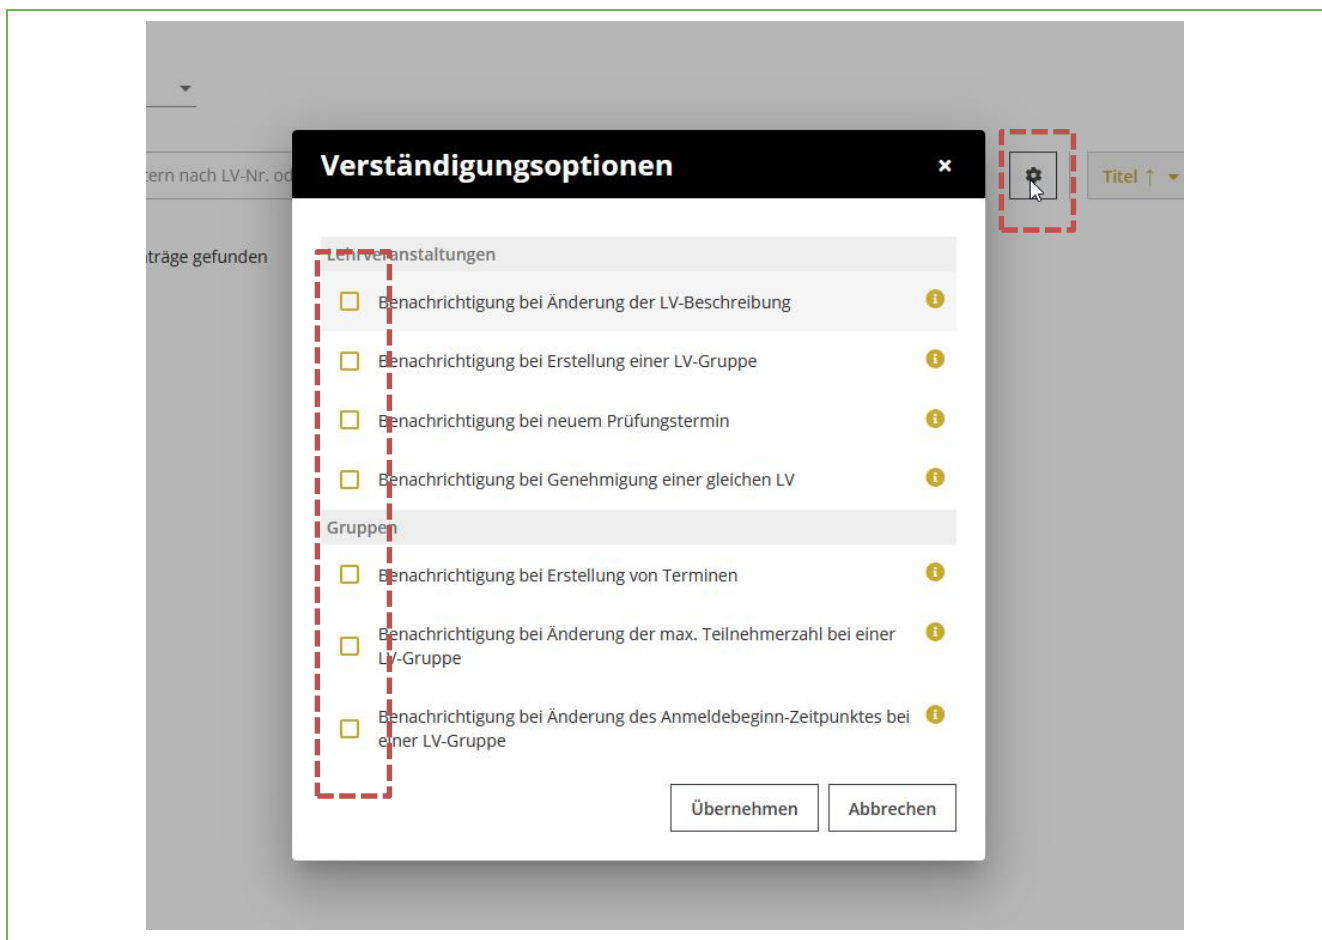 Verständigungsoptionen ×
tern nach LV-Nr. od
Titel ↑
träge gefunden
Lehrveranstaltungen
Benachrichtigung bei Änderung der LV-Beschreibung
Benachrichtigung bei Erstellung einer LV-Gruppe
Benachrichtigung bei neuem Prüfungstermin
Benachrichtigung bei Genehmigung einer gleichen LV
Gruppen
Benachrichtigung bei Erstellung von Terminen
Benachrichtigung bei Änderung der max. Teilnehmerzahl bei einer
LV-Gruppe
Benachrichtigung bei Änderung des Anmeldebeginn-Zeitpunktes bei
einer LV-Gruppe
Übernehmen
Abbrechen